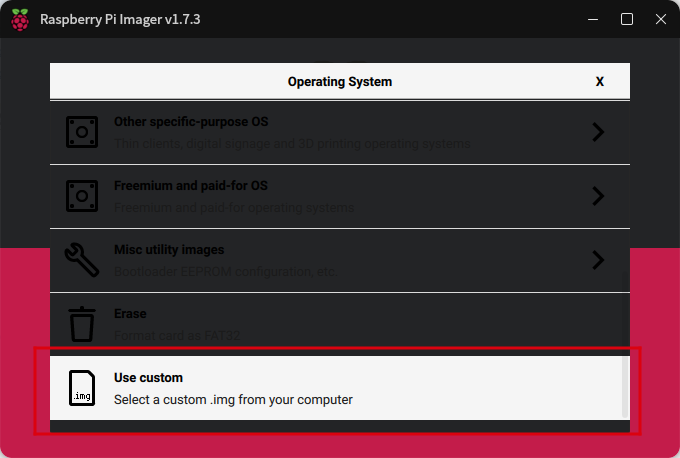 Raspberry Pi Imager v1.7.3
Operating System X
Other specific-purpose OS
Thin clients, digital signage and 3D printing operating systems
Freemium and paid-for OS
Freemium and paid-for operating systems
Misc utility images
Bootloader EEPROM configuration, etc
Erase
Format card as FAT32
Use custom
.img
Select a custom .img from your computer